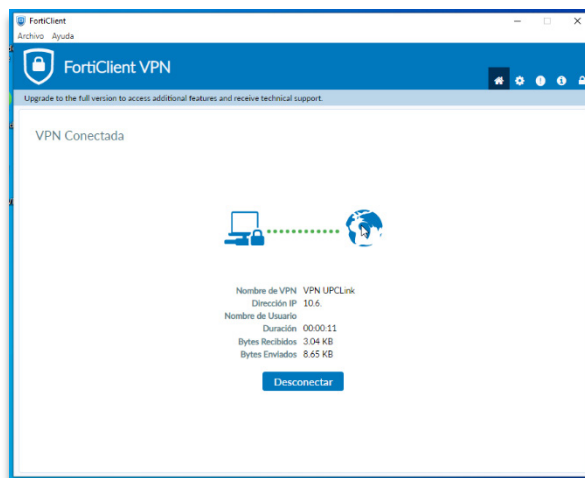 FortiClient
Archivo Ayuda
FortiClient VPN
Upgrade to the full version to access additional features and receive technical support.
VPN Conectada
Nombre de VPN VPN UPCLink
Dirección IP 10.6.
Nombre de Usuario
Duración 00:00:11
Bytes Recibidos 3.04 KB
Bytes Enviados 8.65 KB
Desconectar